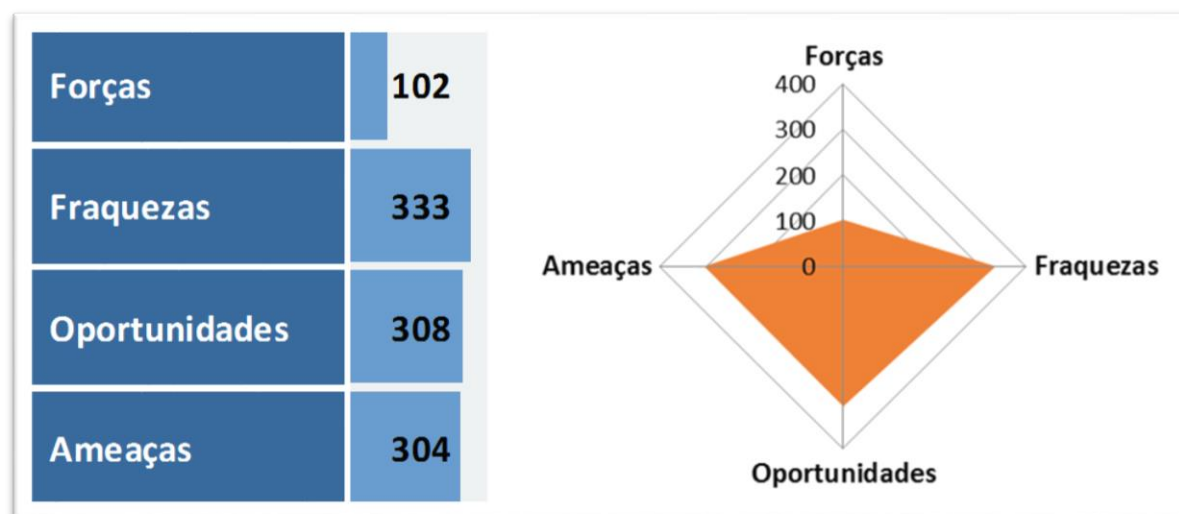 Forças 102
Fraquezas 333
Oportunidades 308
Ameaças 304
Forças
400
300
200
100
Ameaças 0 Fraquezas
Oportunidades